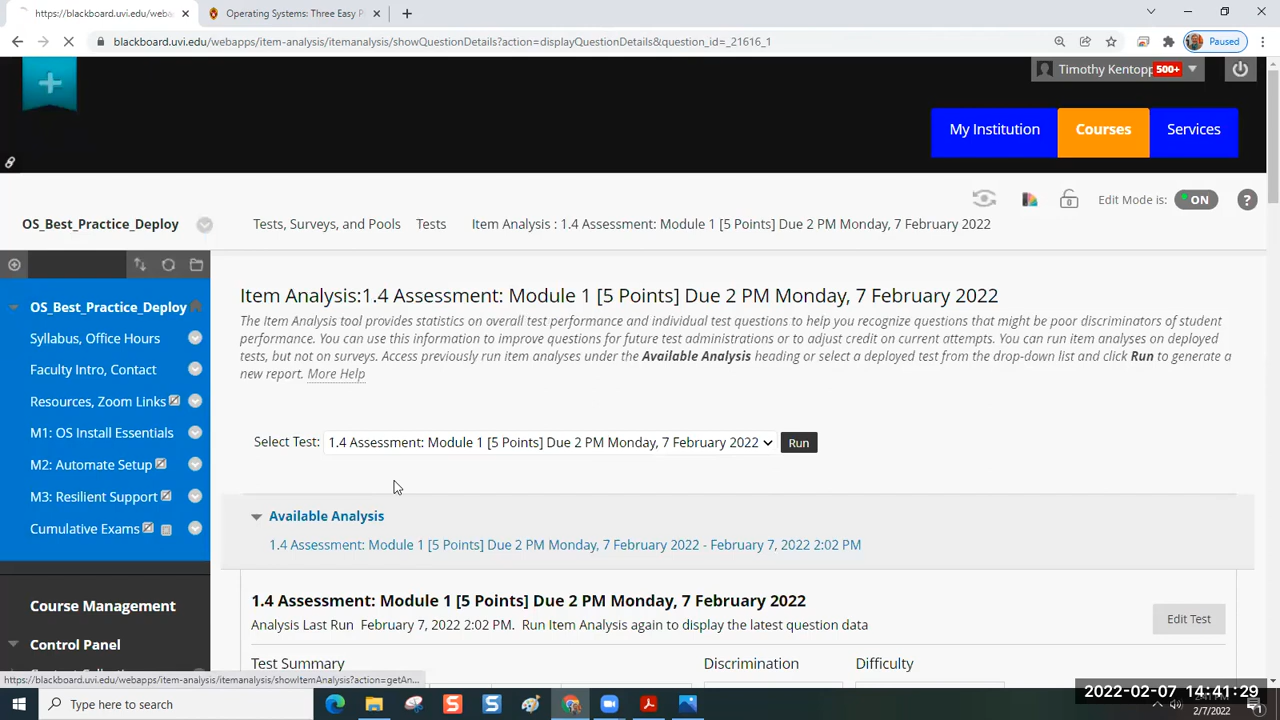 https://blackboard.uvi.edu/weba
Operating Systems: Three Easy P
blackboard.uvi.edu/webapps/item-analysis/itemanalysis/showQuestionDetails?action=displayQuestionDetails&question_id=_21616_1
Paused
Timothy Kentopp 500+
My Institution
Courses
Services
OS_Best_Practice_Deploy
Tests, Surveys, and Pools
Tests
Item Analysis : 1.4 Assessment: Module 1 [5 Points] Due 2 PM Monday, 7 February 2022
Edit Mode is: ON
OS_Best_Practice_Deploy
Syllabus, Office Hours
Faculty Intro, Contact
Resources, Zoom Links
M1: OS Install Essentials
M2: Automate Setup
M3: Resilient Support
Cumulative Exams
Course Management
Control Panel
Item Analysis:1.4 Assessment: Module 1 [5 Points] Due 2 PM Monday, 7 February 2022
The Item Analysis tool provides statistics on overall test performance and individual test questions to help you recognize questions that might be poor discriminators of student
performance. You can use this information to improve questions for future test administrations or to adjust credit on current attempts. You can run item analyses on deployed
tests, but not on surveys. Access previously run item analyses under the Available Analysis heading or select a deployed test from the drop-down list and click Run to generate a
new report. More Help
Select Test: 1.4 Assessment: Module 1 [5 Points] Due 2 PM Monday, 7 February 2022 Run
Available Analysis
1.4 Assessment: Module 1 [5 Points] Due 2 PM Monday, 7 February 2022 - February 7, 2022 2:02 PM
1.4 Assessment: Module 1 [5 Points] Due 2 PM Monday, 7 February 2022
Analysis Last Run February 7, 2022 2:02 PM. Run Item Analysis again to display the latest question data
Edit Test
Test Summary
Discrimination
Difficulty
https://blackboard.uvi.edu/webapps/item-analysis/itemanalysis/showItemAnalysis?action=getAn...
Type here to search
2022-02-07 14:41:29
2/7/2022